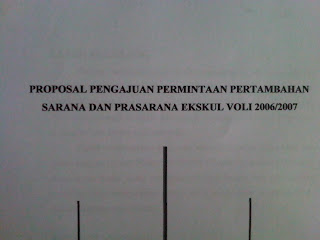 PROPOSAL PENGAJUAN PERMINTAAN PERTAMBAHAN
SARANA DAN PRASARANA EKSKUL VOLI 2006/2007